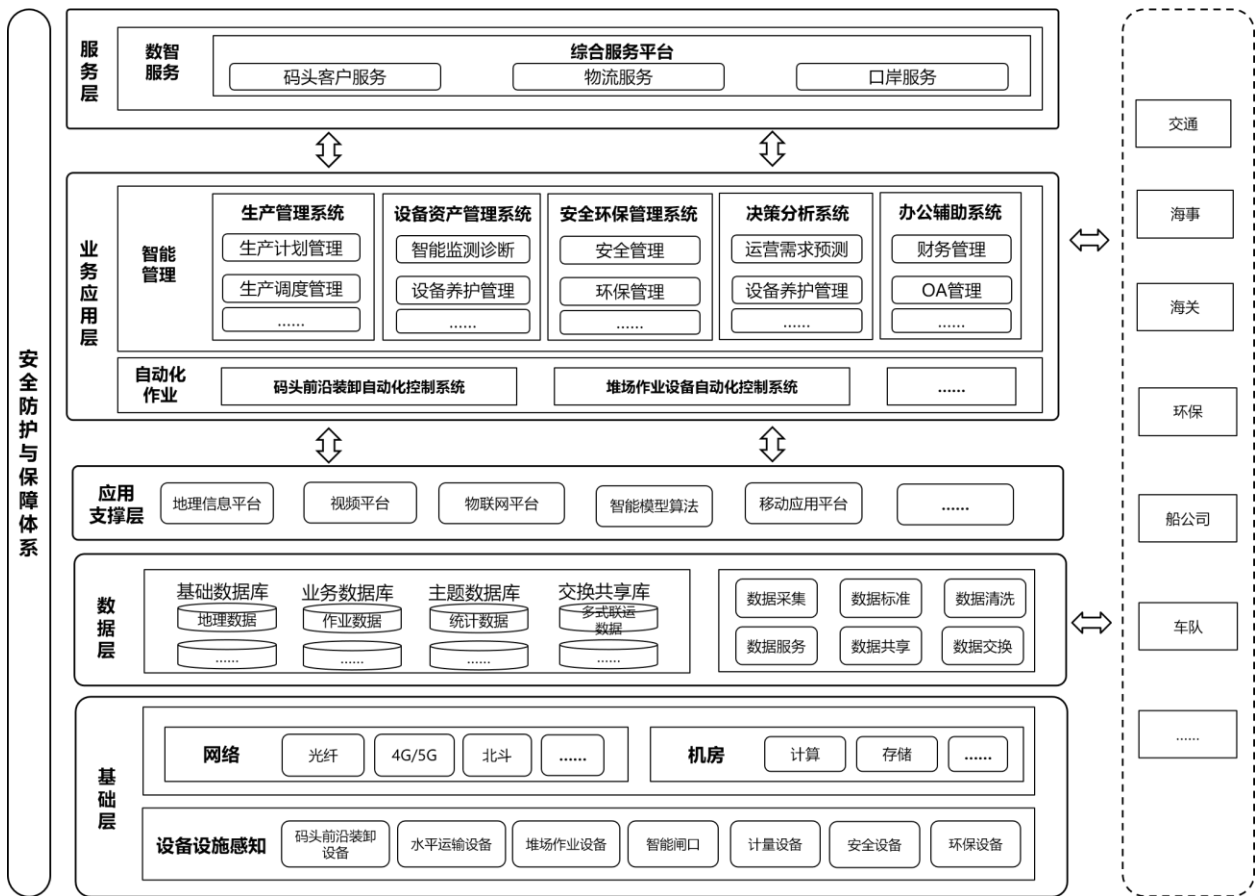 安全防护与保障体系
服务层
数智
服务
综合服务平台
码头客户服务
物流服务
口岸服务
业务应用层
智能
管理
生产管理系统
生产计划管理
生产调度管理
......
设备资产管理系统
智能监测诊断
设备养护管理
......
安全环保管理系统
安全管理
环保管理
......
决策分析系统
运营需求预测
设备养护管理
......
办公辅助系统
财务管理
OA管理
......
自动化
作业
码头前沿装卸自动化控制系统
堆场作业设备自动化控制系统
......
应用
支撑层
地理信息平台
视频平台
物联网平台
智能模型算法
移动应用平台
......
数据层
基础数据库
地理数据
......
业务数据库
作业数据
......
主题数据库
统计数据
......
交换共享库
多式联运
数据
......
数据采集
数据标准
数据清洗
数据服务
数据共享
数据交换
基础层
网络
光纤
4G/5G
北斗
......
机房
计算
存储
......
设备设施感知
码头前沿装卸
设备
水平运输设备
堆场作业设备
智能闸口
计量设备
安全设备
环保设备
交通
海事
海关
环保
船公司
车队
......